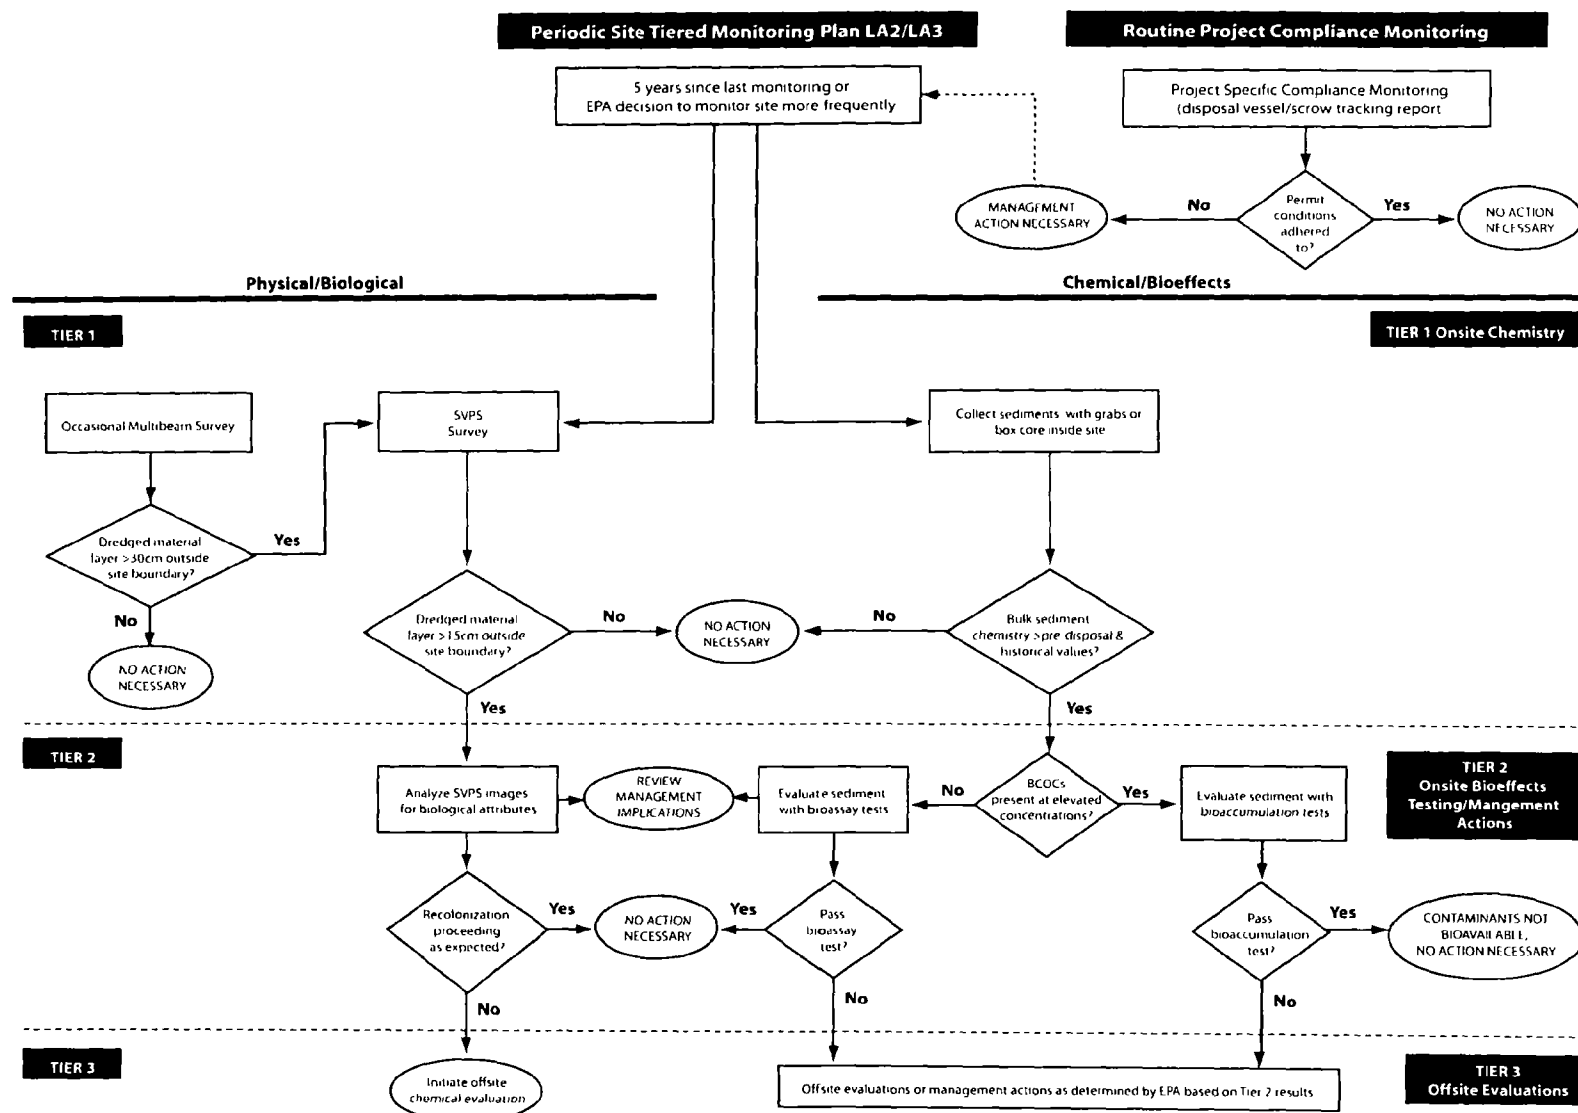 Periodic Site Tiered Monitoring Plan LA2/LA3
Routine Project Compliance Monitoring
5 years since last monitoring or
EPA decision to monitor site more frequently
Project Specific Compliance Monitoring
(disposal vessel/scrow tracking report
MANAGEMENT
ACTION NECESSARY
No
Permit
conditions
adhered
to?
Yes
NO ACTION
NECESSARY
Physical/Biological
Chemical/Bioeffects
TIER 1
TIER 1 Onsite Chemistry
Occasional Multibeam Survey
SVPS
Survey
Collect sediments with grabs or
box core inside site
Dredged material
layer >30cm outside
site boundary?
Yes
No
NO ACTION
NECESSARY
Dredged material
layer >15cm outside
site boundary?
No
NO ACTION
NECESSARY
No
Bulk sediment
chemistry >pre disposal &
historical values?
Yes
Yes
TIER 2
TIER 2
Onsite Bioeffects
Testing/Mangement
Actions
Analyze SVPS images
for biological attributes
REVIEW
MANAGEMENT
IMPLICATIONS
Evaluate sediment
with bioassay tests
No
BCOCs
present at elevated
concentrations?
Yes
Evaluate sediment with
bioaccumulation tests
Recolonization
proceeding
as expected?
Yes
NO ACTION
NECESSARY
Yes
Pass
bioassay
test?
Pass
bioaccumulation
test?
Yes
CONTAMINANTS NOT
BIOAVAILABLE,
NO ACTION NECESSARY
No
No
No
TIER 3
TIER 3
Offsite Evaluations
Initiate offsite
chemical evaluation
Offsite evaluations or management actions as determined by EPA based on Tier 2 results